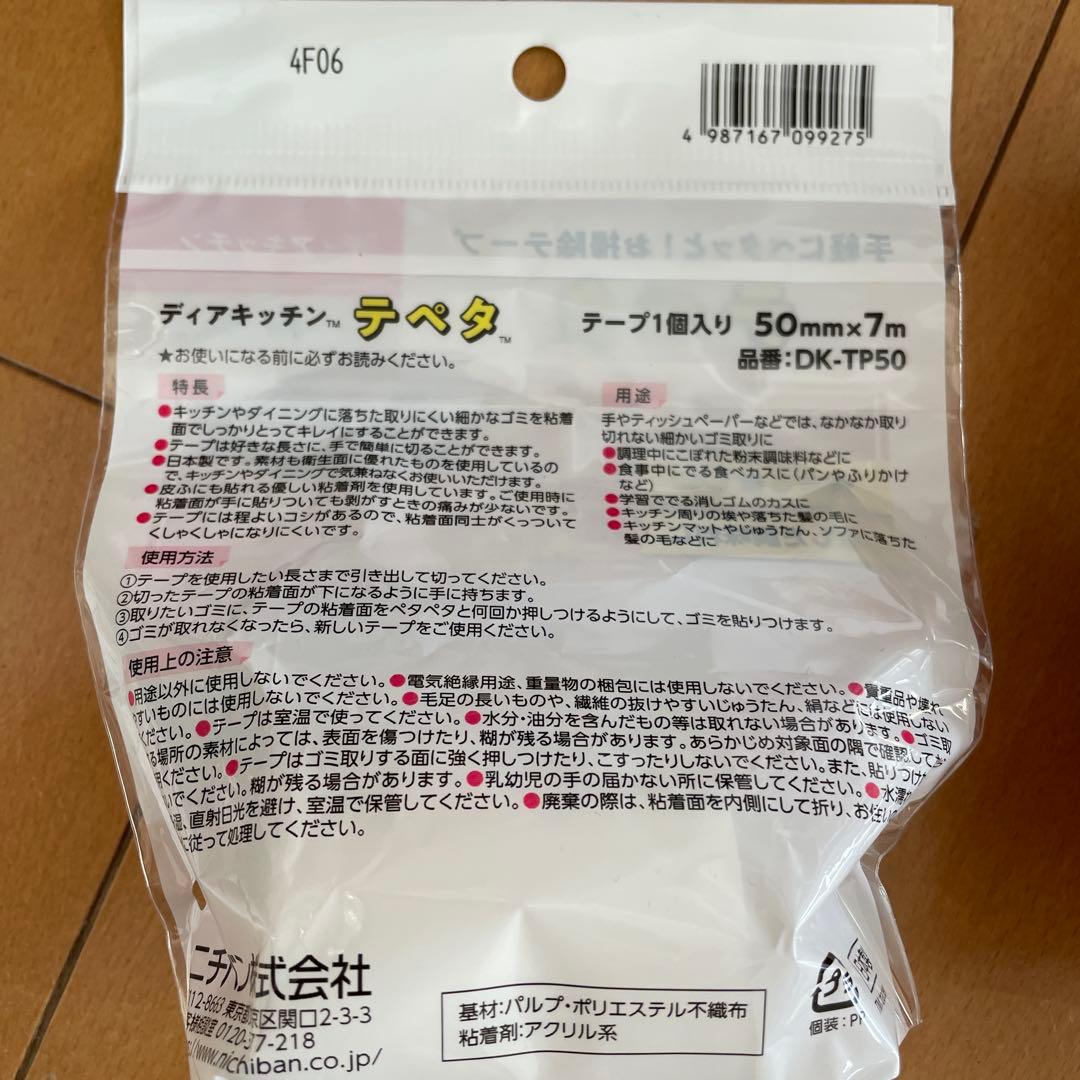 4F06
4 987167 099275
手軽にペタッと!お掃除テープ
ディアキッチン
ディアキッチン™ テペタ™
テープ1個入り 50mm×7m
品番:DK-TP50
★お使いになる前に必ずお読みください。
特長
●キッチンやダイニングに落ちた取りにくい細かなゴミを粘着
面でしっかりとってキレイにすることができます。
●テープは好きな長さに、手で簡単に切ることができます。
●日本製です。素材も衛生面に優れたものを使用しているの
で、キッチンやダイニングで気兼ねなくお使いいただけます。
●皮ふにも貼れる優しい粘着剤を使用しています。ご使用時に
粘着面が手に貼りついても剥がすときの痛みが少ないです。
●テープには程よいコシがあるので、粘着面同士がくっついて
くしゃくしゃになりにくいです。
用途
手やティッシュペーパーなどでは、なかなか取り
切れない細かいゴミ取りに
●調理中にこぼれた粉末調味料などに
●食事中にでる食べカスに(パンやふりかけ
など)
●学習ででる消しゴムのカスに
●キッチン周りの埃や落ちた髪の毛に
●キッチンマットやじゅうたん、ソファに落ちた
髪の毛などに
使用方法
①テープを使用したい長さまで引き出して切ってください。
②切ったテープの粘着面が下になるように手に持ちます。
③取りたいゴミに、テープの粘着面をペタペタと何回か押しつけるようにして、ゴミを貼りつけます。
④ゴミが取れなくなったら、新しいテープをご使用ください。
使用上の注意
●用途以外に使用しないでください。●電気絶縁用途、重量物の梱包には使用しないでください。●貴重品や壊れ
やすいものには使用しないでください。●毛足の長いものや、繊維の抜けやすいじゅうたん、絹などには使用しない
ください。●テープは室温で使ってください。●水分・油分を含んだもの等は取れない場合があります。●ゴミ取
る場所の素材によっては、表面を傷つけたり、糊が残る場合があります。あらかじめ対象面の隅で確認して
用ください。●テープはゴミ取りする面に強く押しつけたり、こすったりしないでください。また、貼りつけ
いでください。糊が残る場合があります。●乳幼児の手の届かない所に保管してください。●水濡
温、直射日光を避け、室温で保管してください。●廃棄の際は、粘着面を内側にして折り、お住い
に従って処理してください。
ニチバン株式会社
112-8663 東京都文京区関口2-3-3
客様相談室 0120-377-218
://www.nichiban.co.jp/
基材:パルプ・ポリエステル不織布
粘着剤:アクリル系
個装:PP